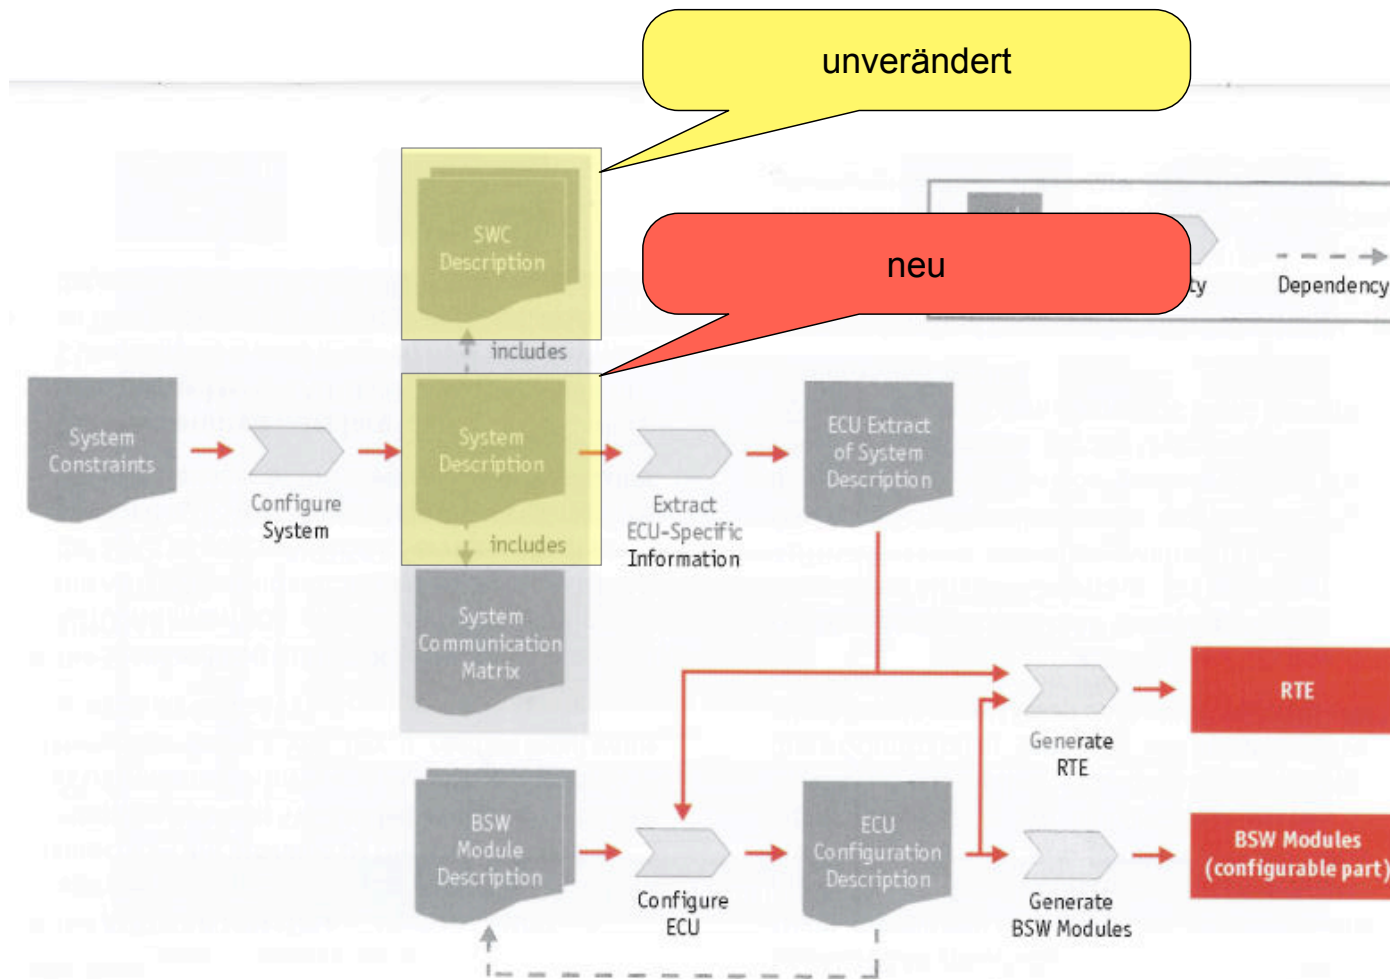 unverändert
SWC
Description
neu
ty
Dependency
includes
System
Constraints
Configure
System
System
Description
Extract
ECU-Specific
Information
ECU Extract
of System
Description
includes
System
Communication
Matrix
RTE
Generate
RTE
BSW
Module
Description
Configure
ECU
ECU
Configuration
Description
Generate
BSW Modules
BSW Modules
(configurable part)